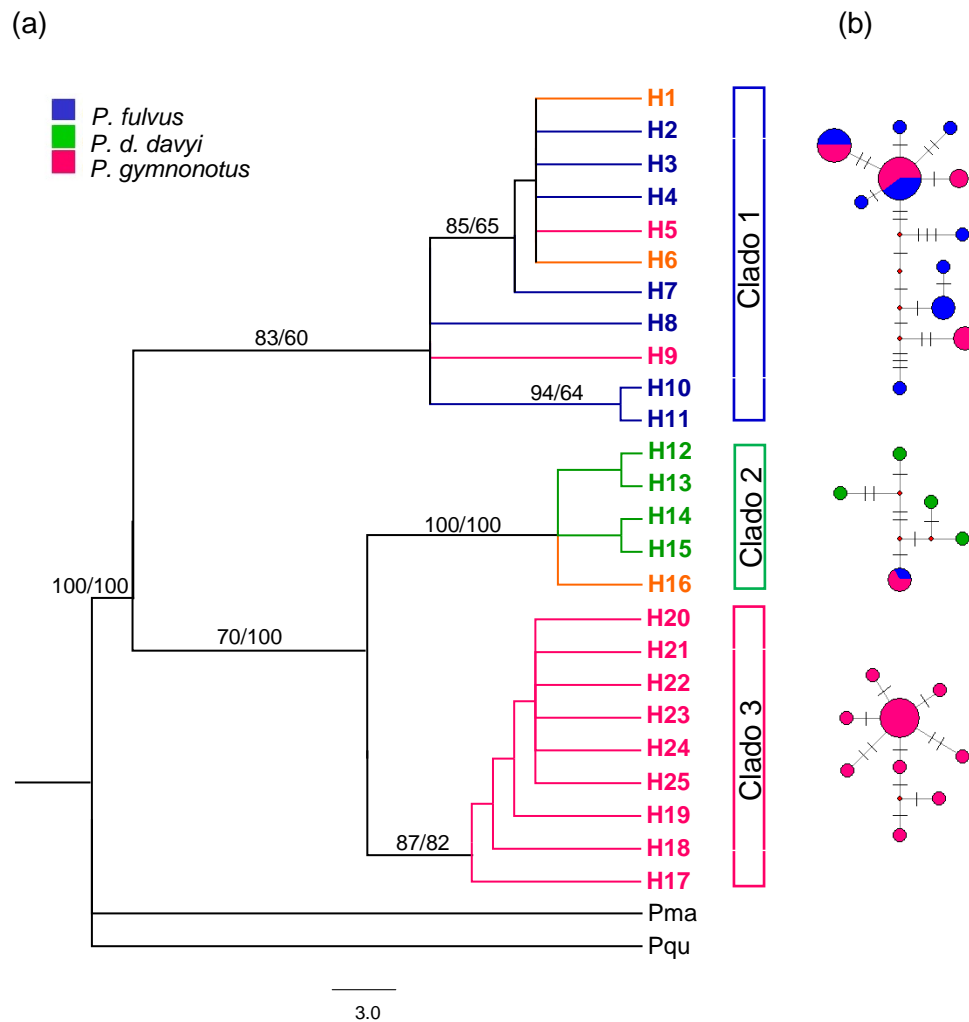 (a)
(b)
P. fulvus
P. d. davyi
P. gymnonotus
H1
H2
H3
H4
H5
85/65
H6
H7
H8
83/60
H9
94/64
H10
H11
Clado 1
H12
H13
H14
100/100
H15
H16
Clado 2
100/100
70/100
H20
H21
H22
H23
H24
H25
H19
87/82
H18
H17
Clado 3
Pma
Pqu
3.0